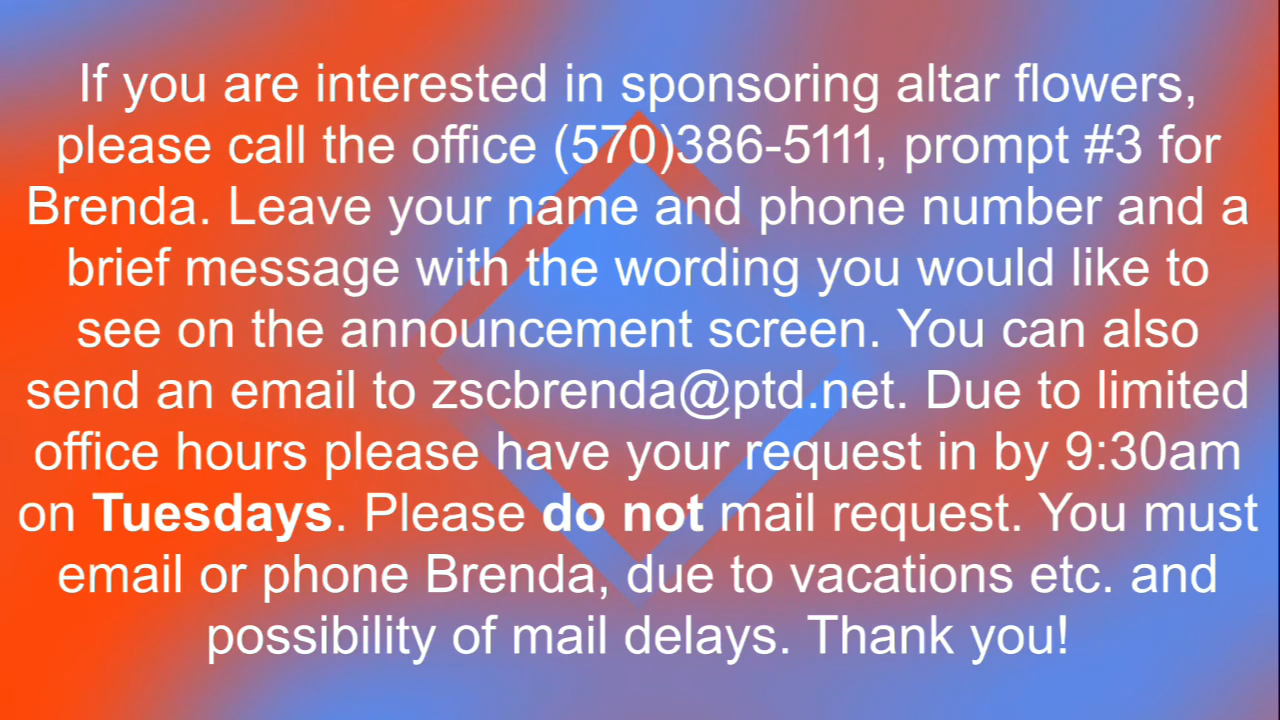 If you are interested in sponsoring altar flowers,
please call the office (570)386-5111, prompt #3 for
Brenda. Leave your name and phone number and a
brief message with the wording you would like to
see on the announcement screen. You can also
send an email to zscbrenda@ptd.net. Due to limited
office hours please have your request in by 9:30am
on Tuesdays. Please do not mail request. You must
email or phone Brenda, due to vacations etc. and
possibility of mail delays. Thank you!